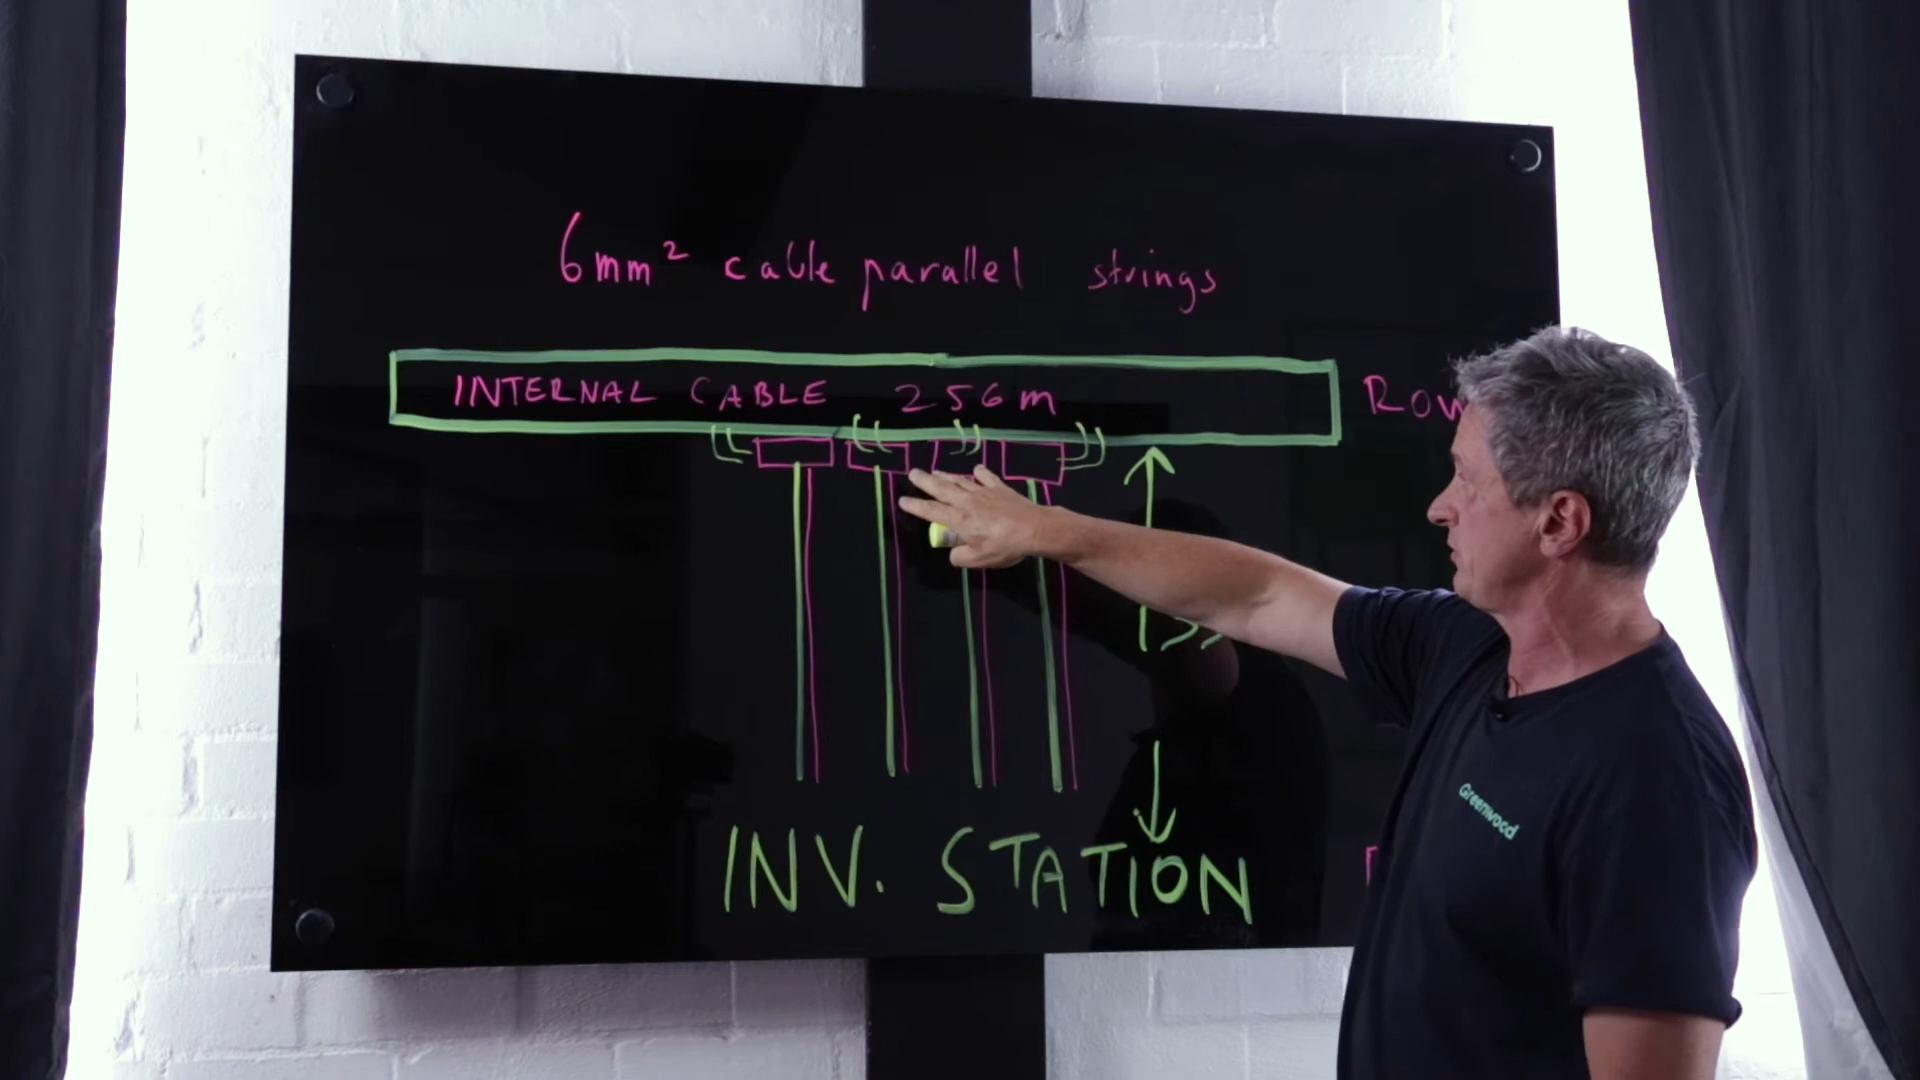 6mm² cable parallel strings
INTERNAL CABLE 256m
INV. STATION
Greenwood